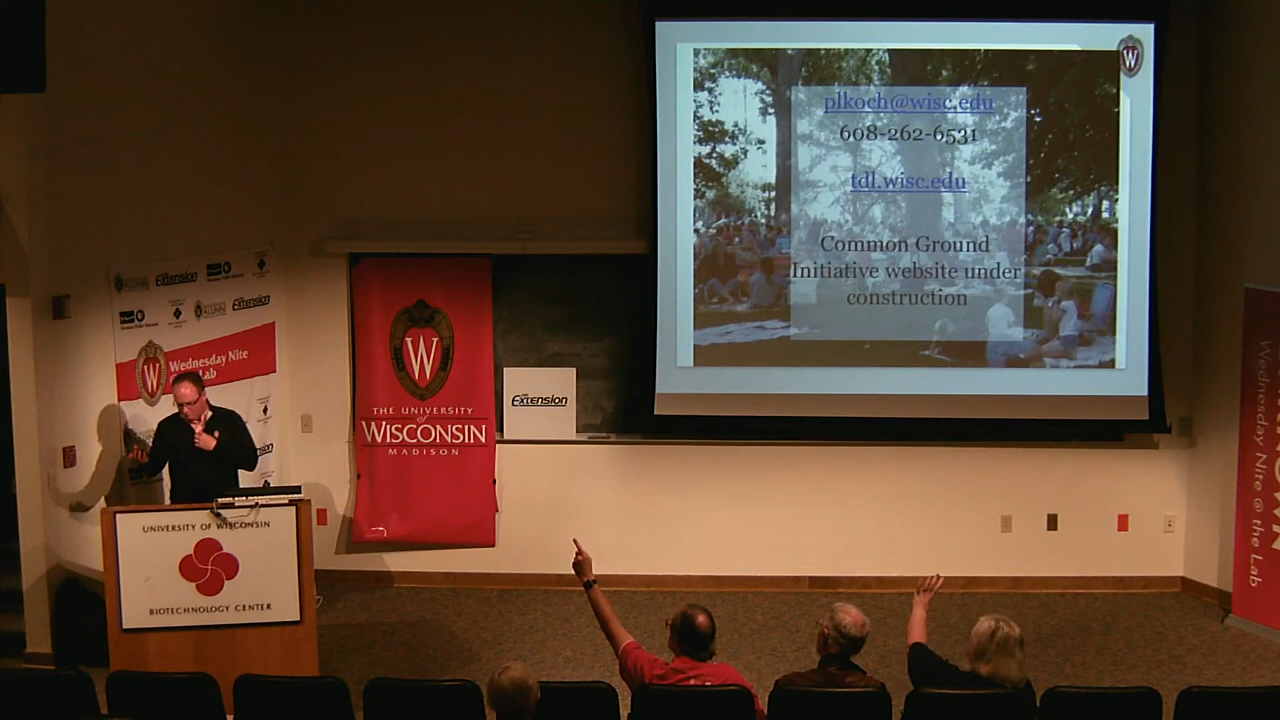 plkoch@wisc.edu
608-262-6531
tdl.wisc.edu
Common Ground
Initiative website under
construction
W
Extension
Extension
Wednesday Nite
Lab
W
THE UNIVERSITY
of
WISCONSIN
MADISON
Extension
UNIVERSITY OF WISCONSIN
BIOTECHNOLOGY CENTER
Wednesday Nite @ the Lab